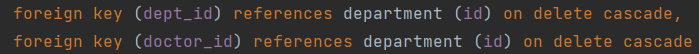 foreign key (dept_id) references department (id) on delete cascade,
foreign key (doctor_id) references department (id) on delete cascade